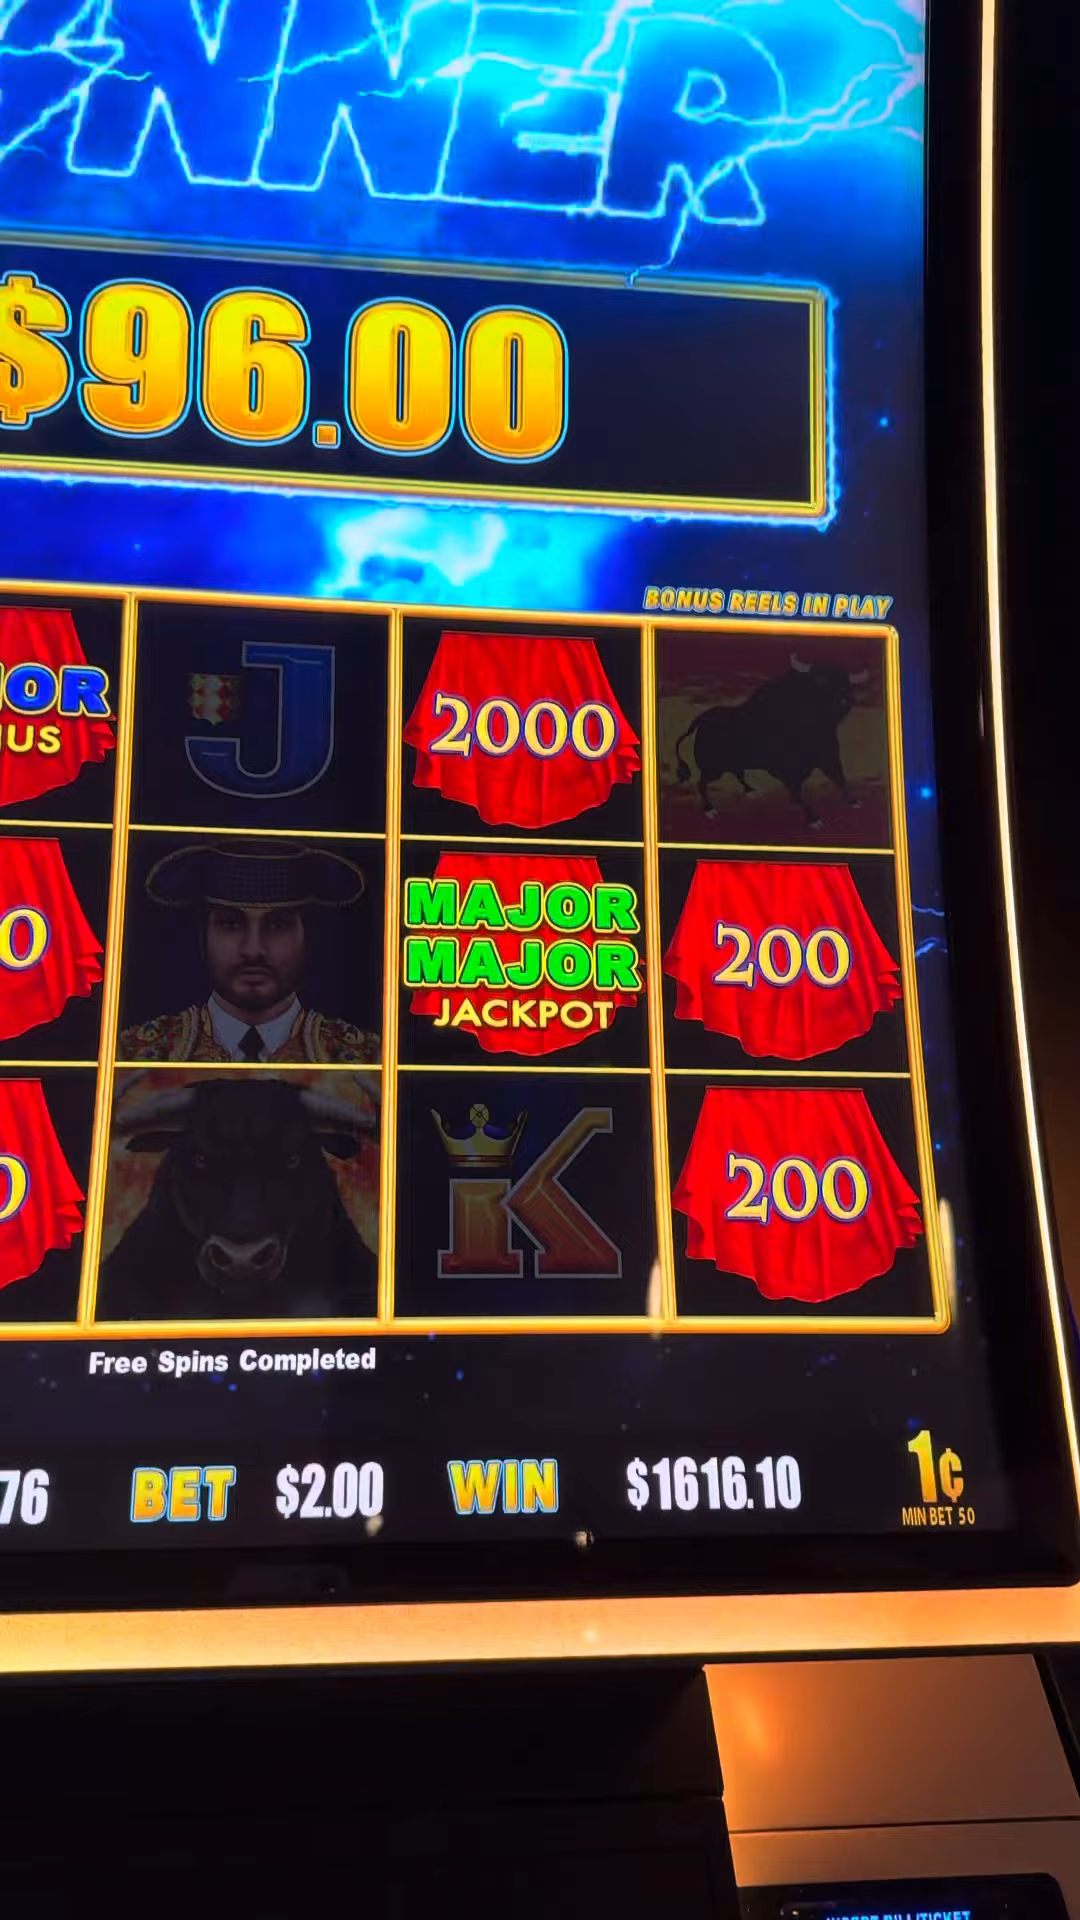 $96.00
BONUS REELS IN PLAY
J
2000
MAJOR
MAJOR
JACKPOT
200
K
200
Free Spins Completed
76 BET $2.00 WIN $1616.10 1¢
MIN BET 50